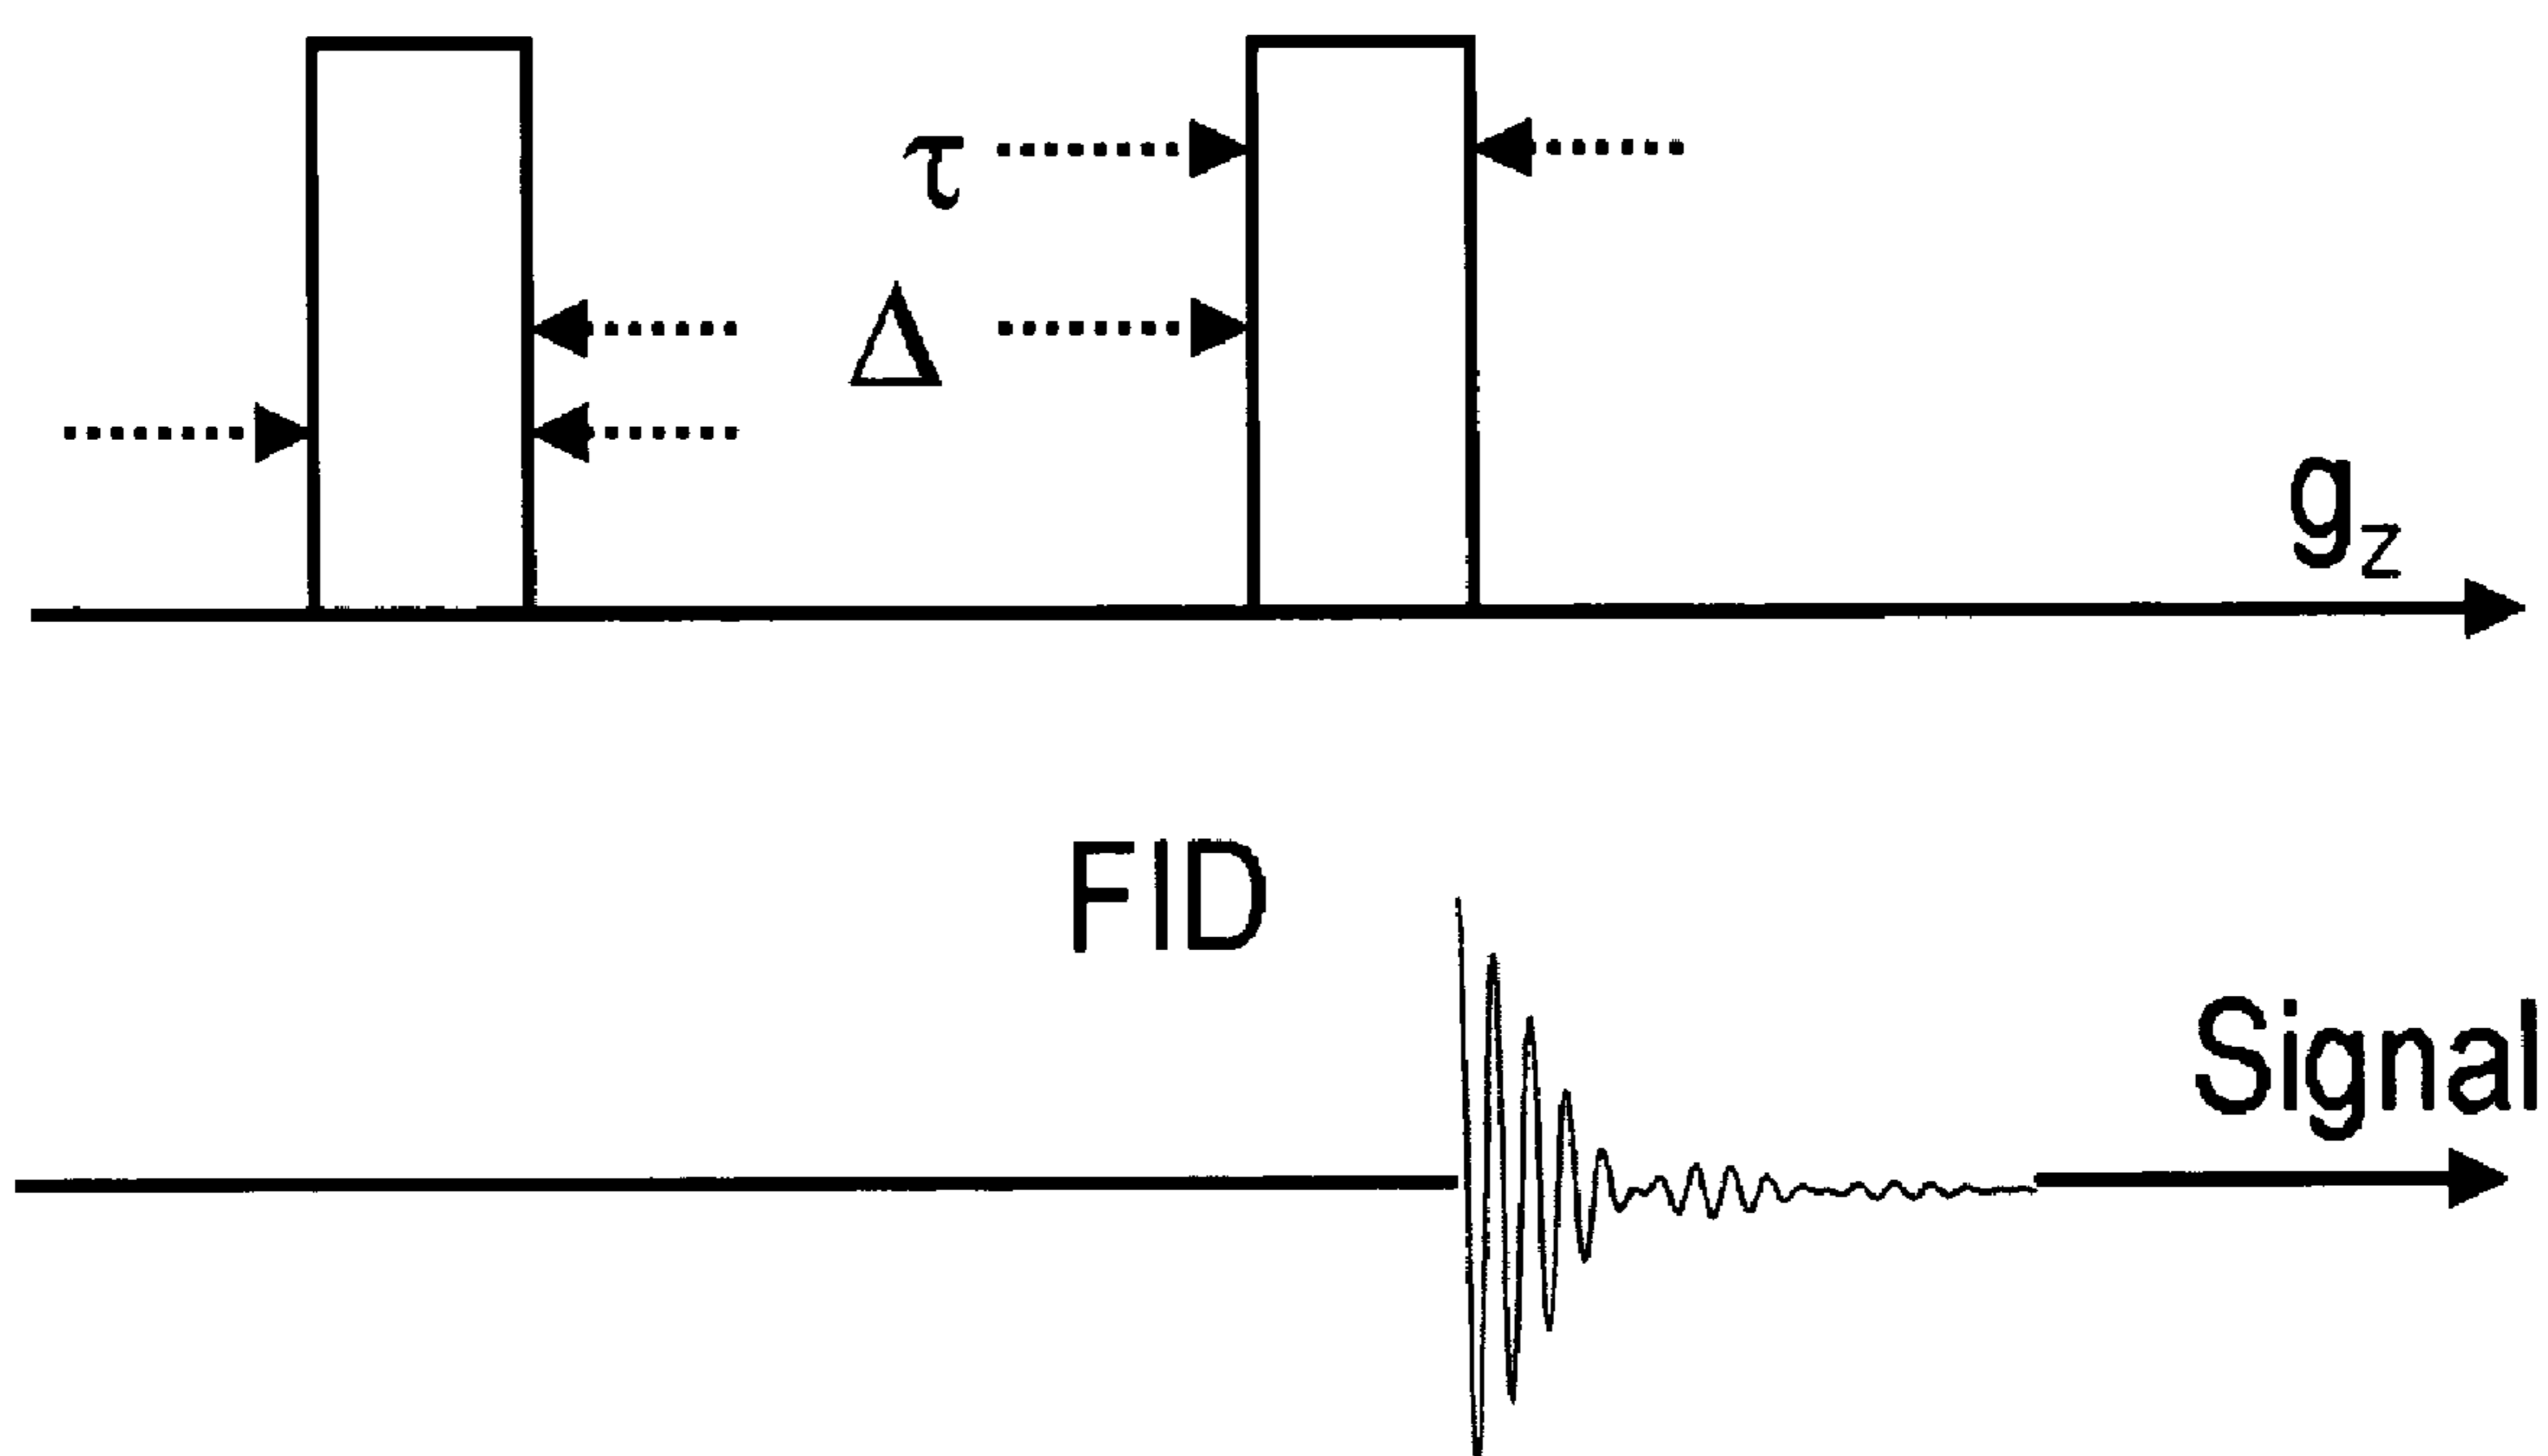 τ
Δ
g_z
FID
Signal